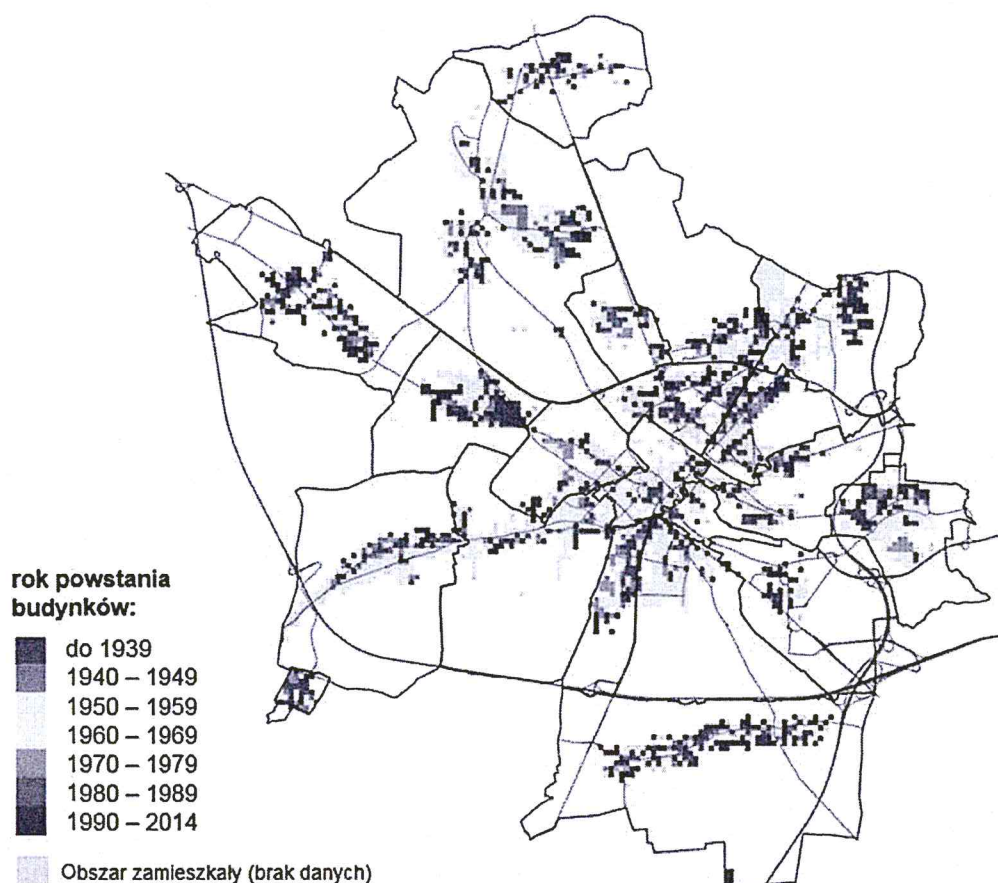 rok powstania
budynków:
do 1939
1940 – 1949
1950 – 1959
1960 – 1969
1970 – 1979
1980 – 1989
1990 – 2014
Obszar zamieszkały (brak danych)